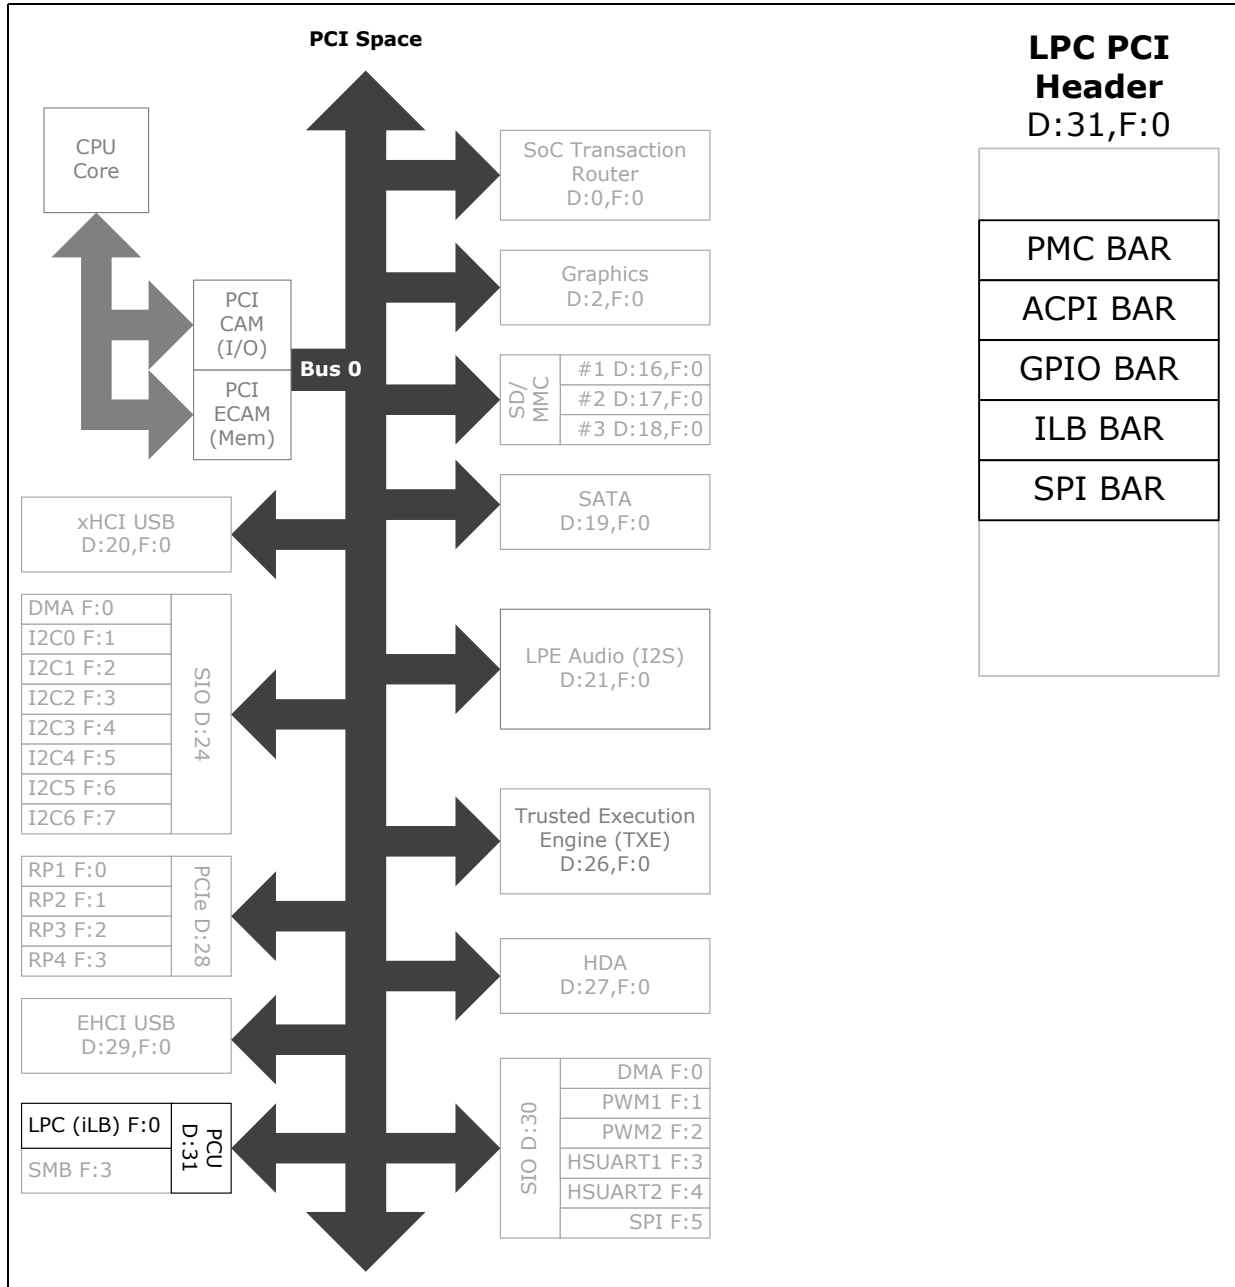 PCI Space
CPU
Core
PCI
CAM
(I/O)
PCI
ECAM
(Mem)
Bus 0
SoC Transaction
Router
D:0,F:0
Graphics
D:2,F:0
SD/
MMC
#1 D:16,F:0
#2 D:17,F:0
#3 D:18,F:0
SATA
D:19,F:0
xHCI USB
D:20,F:0
DMA F:0
I2C0 F:1
I2C1 F:2
I2C2 F:3
I2C3 F:4
I2C4 F:5
I2C5 F:6
I2C6 F:7
SIO D:24
LPE Audio (I2S)
D:21,F:0
Trusted Execution
Engine (TXE)
D:26,F:0
RP1 F:0
RP2 F:1
RP3 F:2
RP4 F:3
PCIe D:28
HDA
D:27,F:0
EHCI USB
D:29,F:0
LPC (iLB) F:0
SMB F:3
PCU
D:31
SIO D:30
DMA F:0
PWM1 F:1
PWM2 F:2
HSUART1 F:3
HSUART2 F:4
SPI F:5
LPC PCI
Header
D:31,F:0
PMC BAR
ACPI BAR
GPIO BAR
ILB BAR
SPI BAR